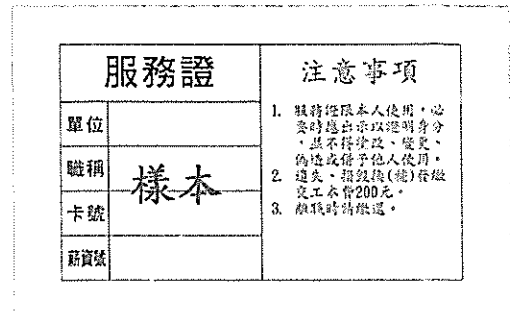 服務證
單位
職稱
卡號
薪資號
樣本
注意事項
1. 服務證限本人使用，必
要時應出示以證明身分
，並不得塗改、變更、
偽造或借予他人使用。
2. 遺失、損毀後(換)發繳
交工本費200元。
3. 離職時請繳還。